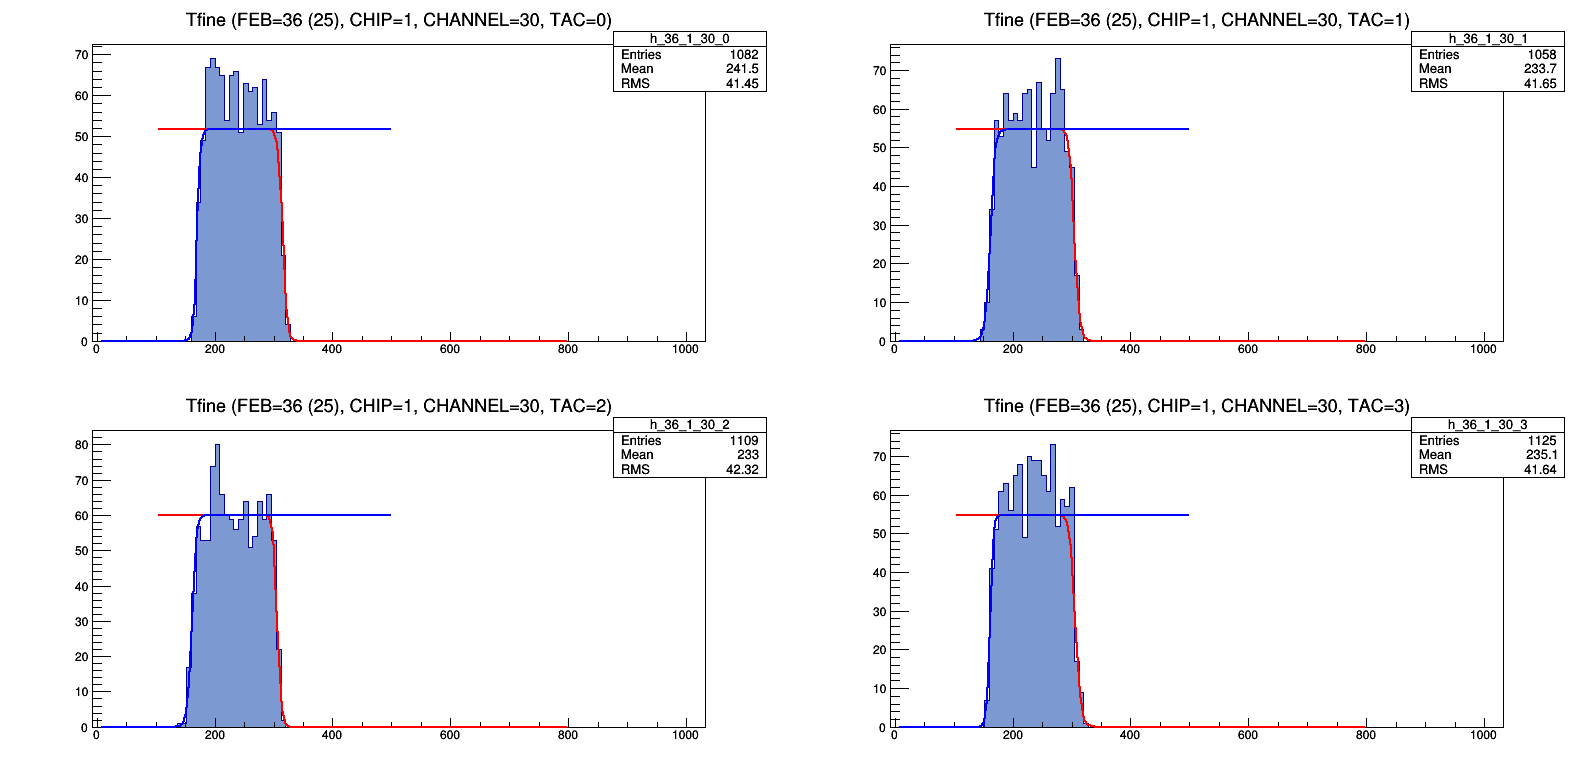 Tfine (FEB=36 (25), CHIP=1, CHANNEL=30, TAC=0)
h_36_1_30_0
Entries 1082
Mean 241.5
RMS 41.45
70
60
50
40
30
20
10
0
0 200 400 600 800 1000
Tfine (FEB=36 (25), CHIP=1, CHANNEL=30, TAC=1)
h_36_1_30_1
Entries 1058
Mean 233.7
RMS 41.65
70
60
50
40
30
20
10
0
0 200 400 600 800 1000
Tfine (FEB=36 (25), CHIP=1, CHANNEL=30, TAC=2)
h_36_1_30_2
Entries 1109
Mean 233
RMS 42.32
80
70
60
50
40
30
20
10
0
0 200 400 600 800 1000
Tfine (FEB=36 (25), CHIP=1, CHANNEL=30, TAC=3)
h_36_1_30_3
Entries 1125
Mean 235.1
RMS 41.64
70
60
50
40
30
20
10
0
0 200 400 600 800 1000